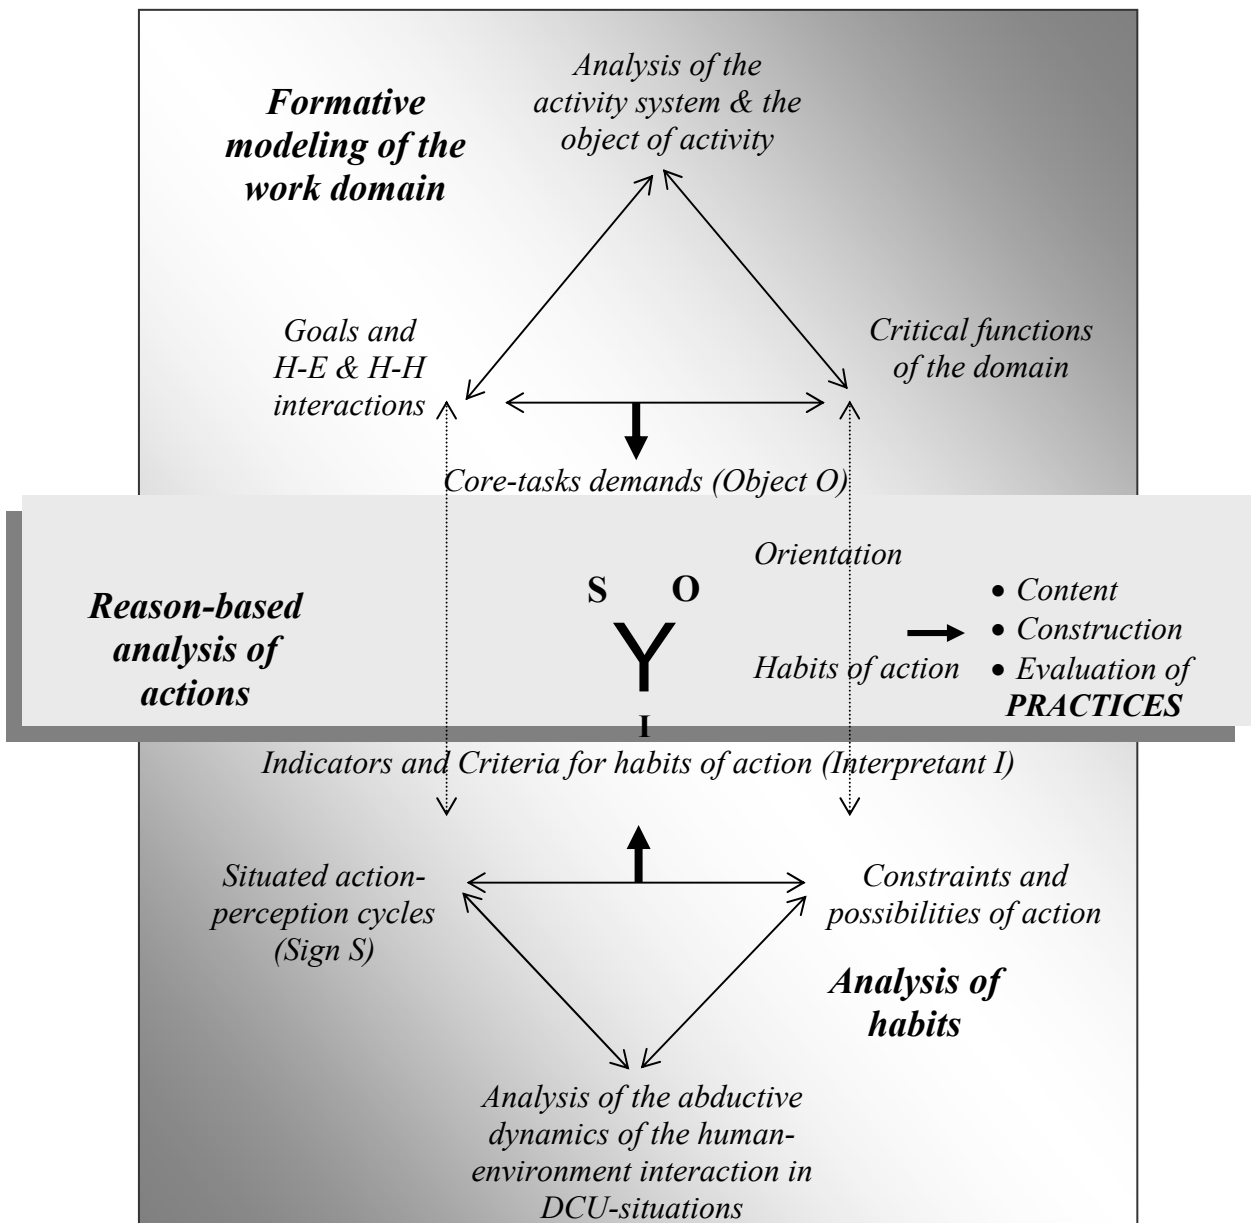 Formative
modeling of the
work domain
Analysis of the
activity system & the
object of activity
Goals and
H-E & H-H
interactions
Critical functions
of the domain
Core-tasks demands (Object O)
Reason-based
analysis of
actions
S O
Y
I
Orientation
Habits of action
• Content
• Construction
• Evaluation of
PRACTICES
Indicators and Criteria for habits of action (Interpretant I)
Situated action-
perception cycles
(Sign S)
Constraints and
possibilities of action
Analysis of
habits
Analysis of the abductive
dynamics of the human-
environment interaction in
DCU-situations